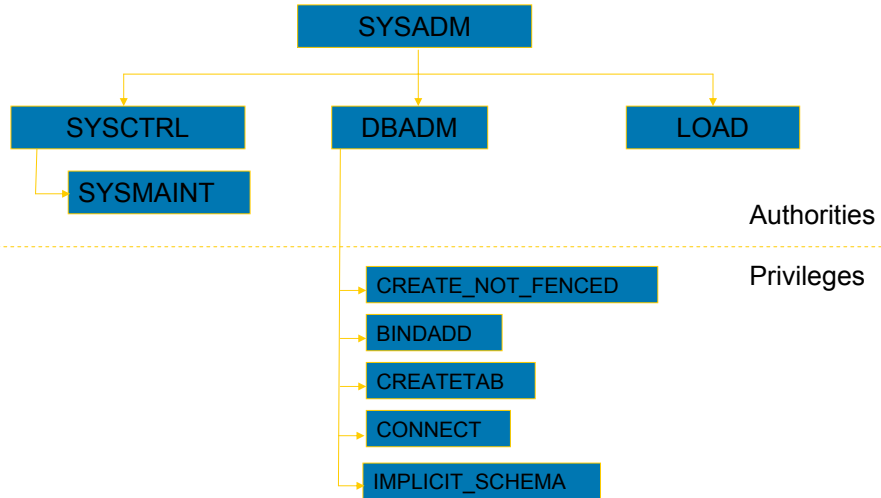 SYSADM
SYSCTRL
DBADM
LOAD
SYSMAINT
Authorities
Privileges
CREATE_NOT_FENCED
BINDADD
CREATETAB
CONNECT
IMPLICIT_SCHEMA